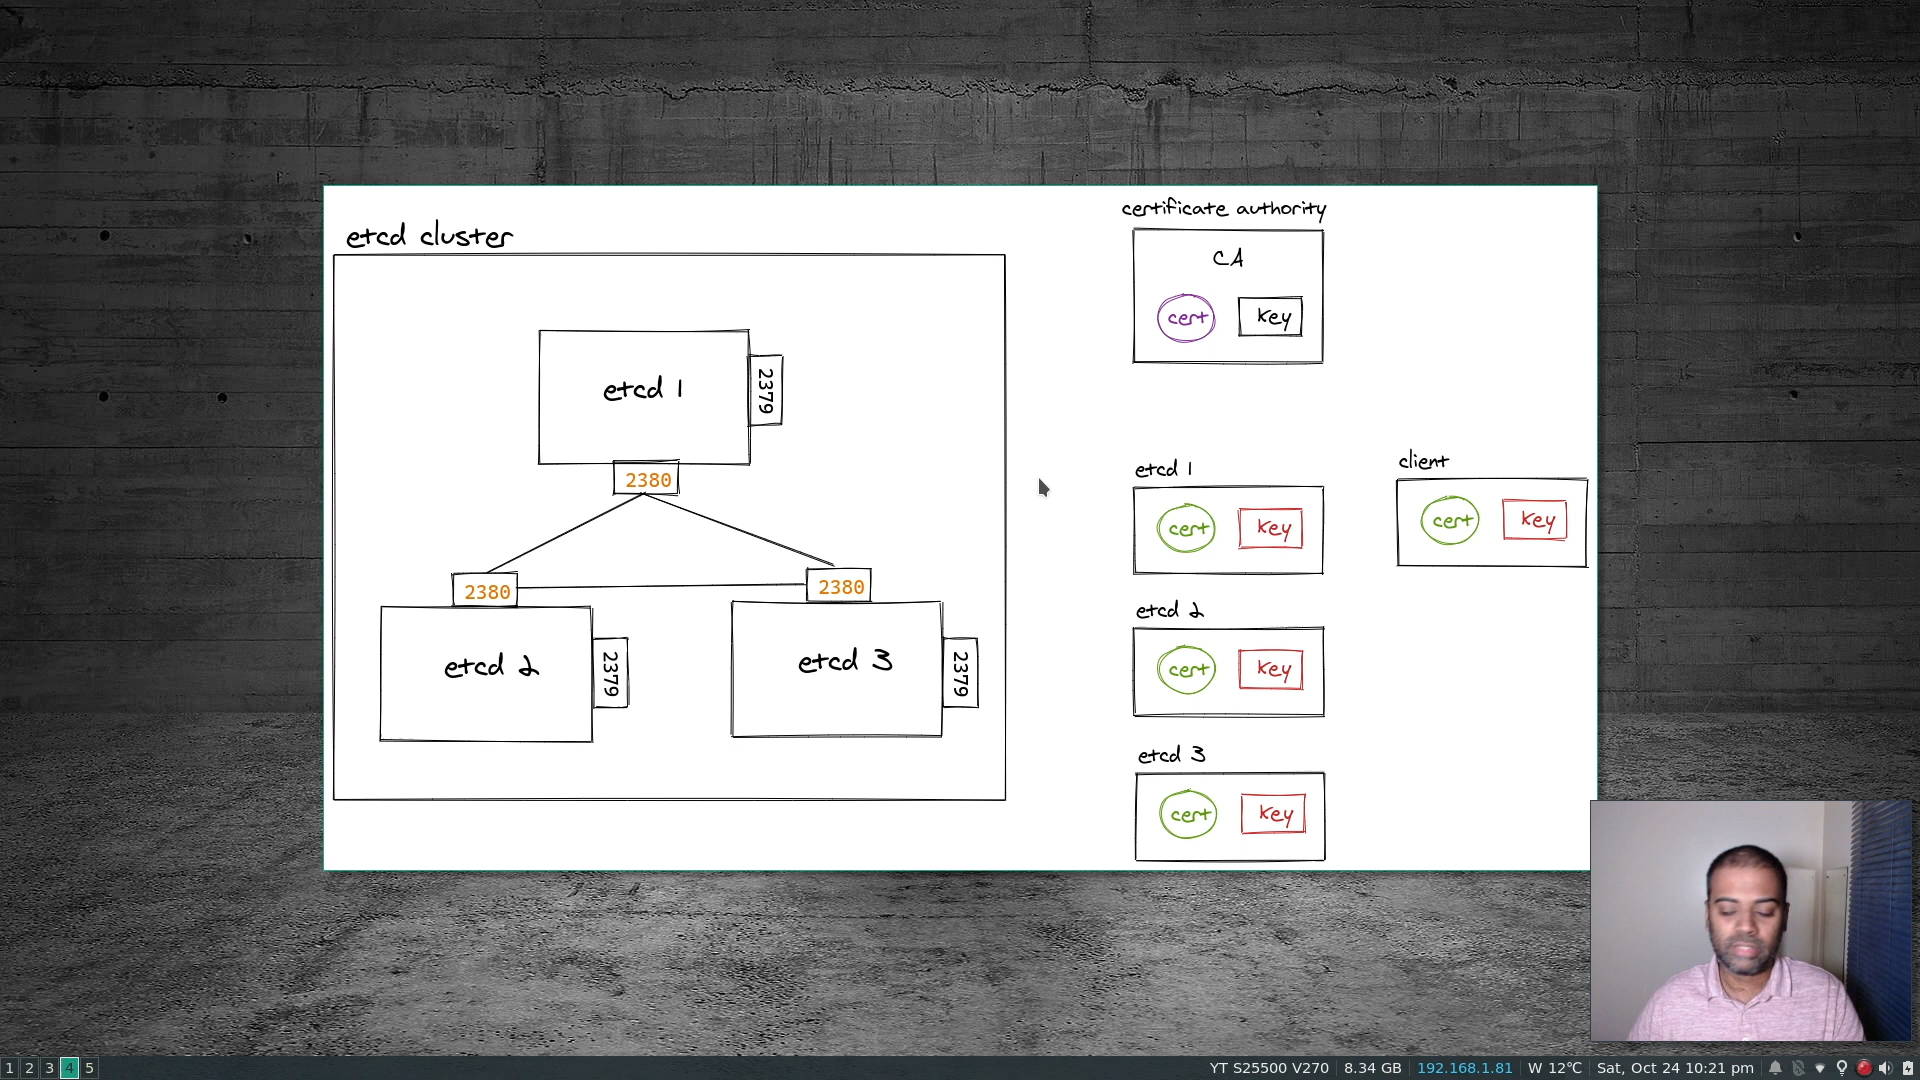 etcd cluster
etcd 1
2379
2380
2380
2380
etcd 2
2379
etcd 3
2379
certificate authority
CA
cert
key
etcd 1
cert
key
client
cert
key
etcd 2
cert
key
etcd 3
cert
key
1 2 3 4 5
YT S25500 V270 8.34 GB 192.168.1.81 W 12℃ Sat, Oct 24 10:21 pm